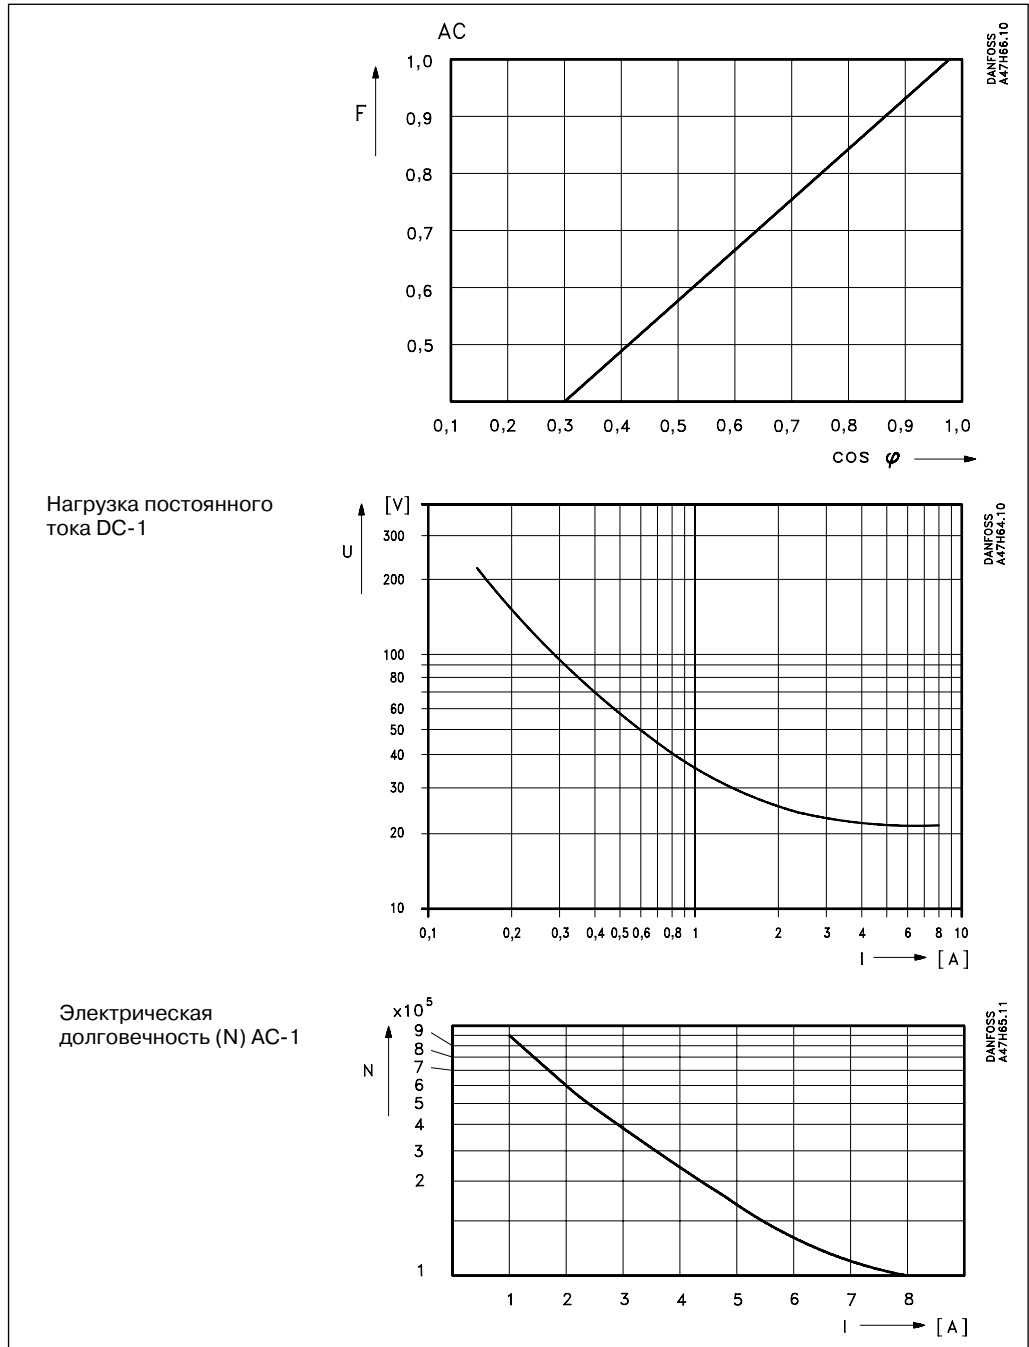 AC
DANFOSS
A47H66.10
F
1,0
0,9
0,8
0,7
0,6
0,5
0,1 0,2 0,3 0,4 0,5 0,6 0,7 0,8 0,9 1,0
cos φ
Нагрузка постоянного
тока DC-1
[V]
U
DANFOSS
A47H64.10
300
200
100
80
60
50
40
30
20
10
0,1 0,2 0,3 0,4 0,5 0,6 0,8 1 2 3 4 6 8 10
I [A]
Электрическая
долговечность (N) AC-1
x10⁵
N
DANFOSS
A47H65.11
9
8
7
6
5
4
3
2
1
1 2 3 4 5 6 7 8
I [A]